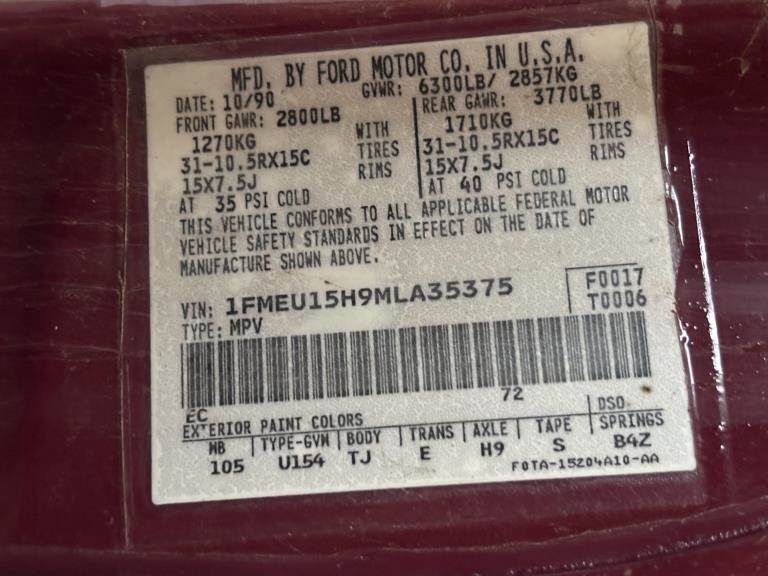 MFD. BY FORD MOTOR CO. IN U.S.A.
DATE: 10/90 GVWR: 6300LB/ 2857KG
FRONT GAWR: 2800LB REAR GAWR: 3770LB
1270KG WITH 1710KG WITH
31-10.5RX15C TIRES 31-10.5RX15C TIRES
15X7.5J RIMS 15X7.5J RIMS
AT 35 PSI COLD AT 40 PSI COLD
THIS VEHICLE CONFORMS TO ALL APPLICABLE FEDERAL MOTOR
VEHICLE SAFETY STANDARDS IN EFFECT ON THE DATE OF
MANUFACTURE SHOWN ABOVE.
VIN: 1FMEU15H9MLA35375 F0017
TYPE: MPV T0006
EC 72
EXTERIOR PAINT COLORS DSO
WB TYPE-GVW BODY TRANS AXLE TAPE SPRINGS
105 U154 TJ E H9 S B4Z
F0TA-15204A10-AA